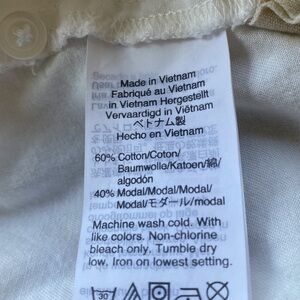 Made in Vietnam
Fabriqué au Vietnam
in Vietnam Hergestellt
Vervaardigd in Viëtnam
ベトナム製
Hecho en Vietnam
60% Cotton/Coton/
Baumwolle/Katoen/綿/
algodón
40% Modal/Modal/Modal/
Modal/モダール/modal
Machine wash cold. With
like colors. Non-chlorine
bleach only. Tumble dry
low. Iron on lowest setting.
30